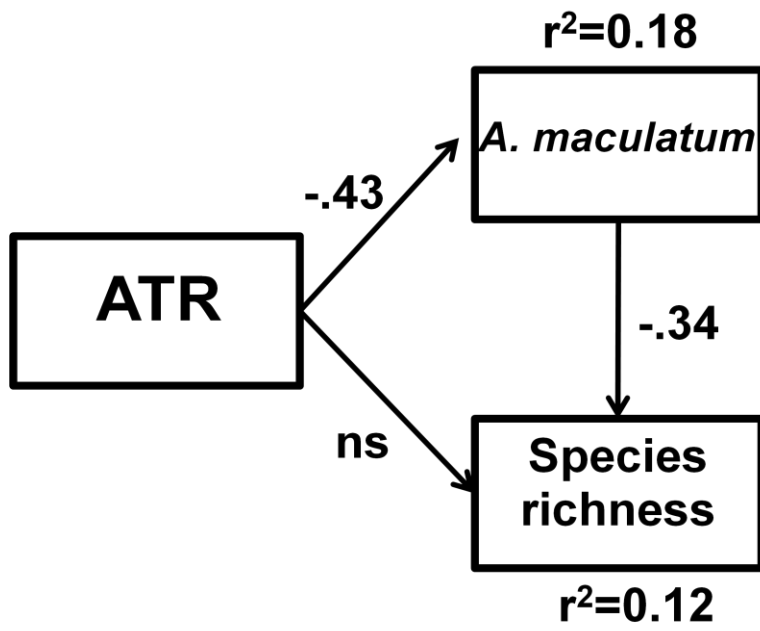 r²=0.18
A. maculatum
-.43
ATR
-.34
ns
Species
richness
r²=0.12